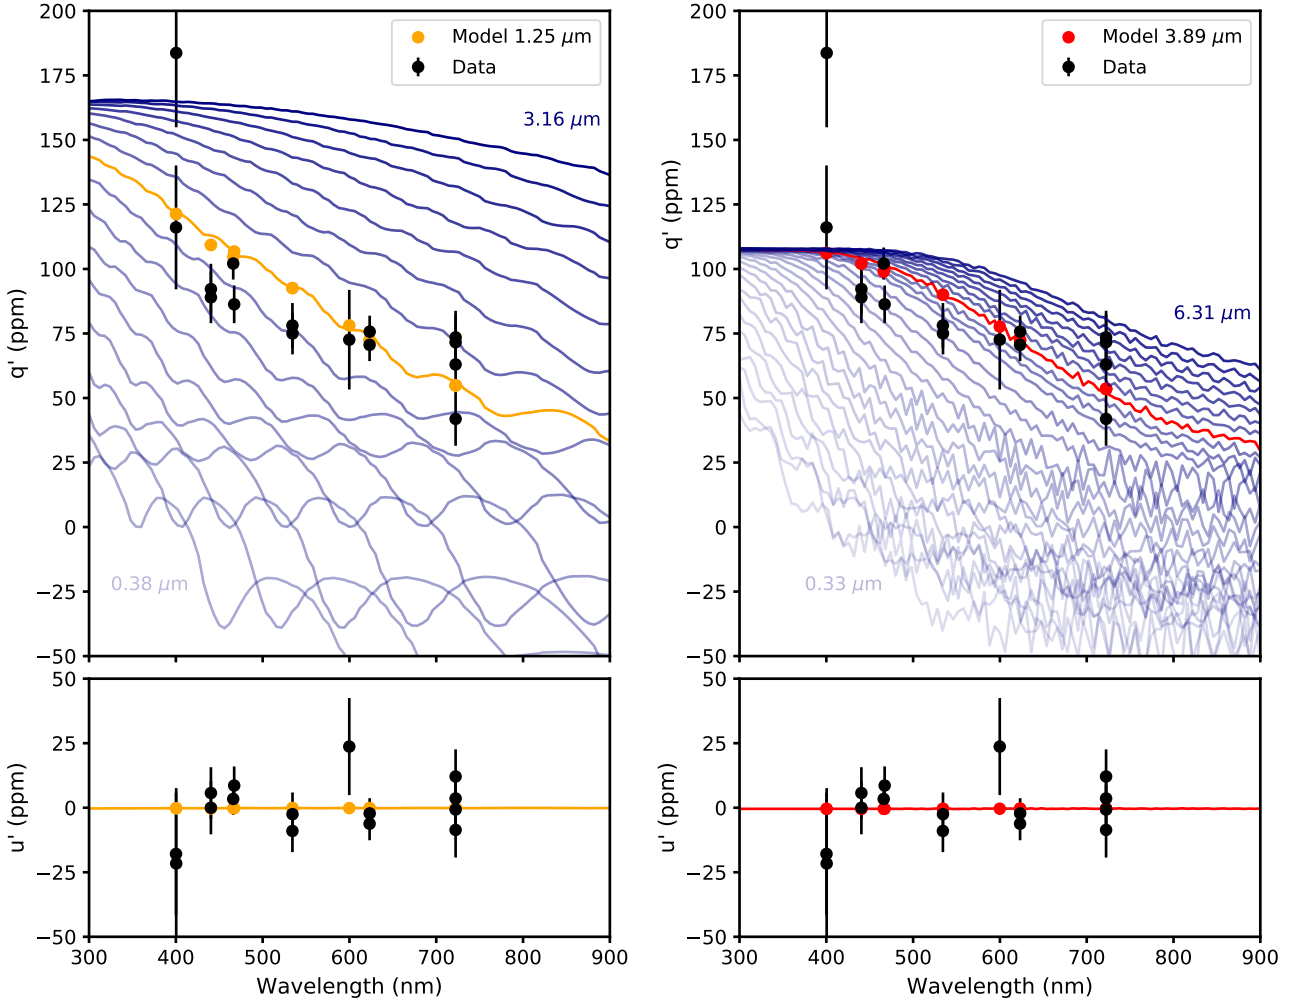 200
175
150
125
100
75
50
25
0
−25
−50
q' (ppm)
Model 1.25 μm
Data
3.16 μm
0.38 μm
50
25
0
−25
−50
u' (ppm)
300 400 500 600 700 800 900
Wavelength (nm)
200
175
150
125
100
75
50
25
0
−25
−50
q' (ppm)
Model 3.89 μm
Data
6.31 μm
0.33 μm
50
25
0
−25
−50
u' (ppm)
300 400 500 600 700 800 900
Wavelength (nm)